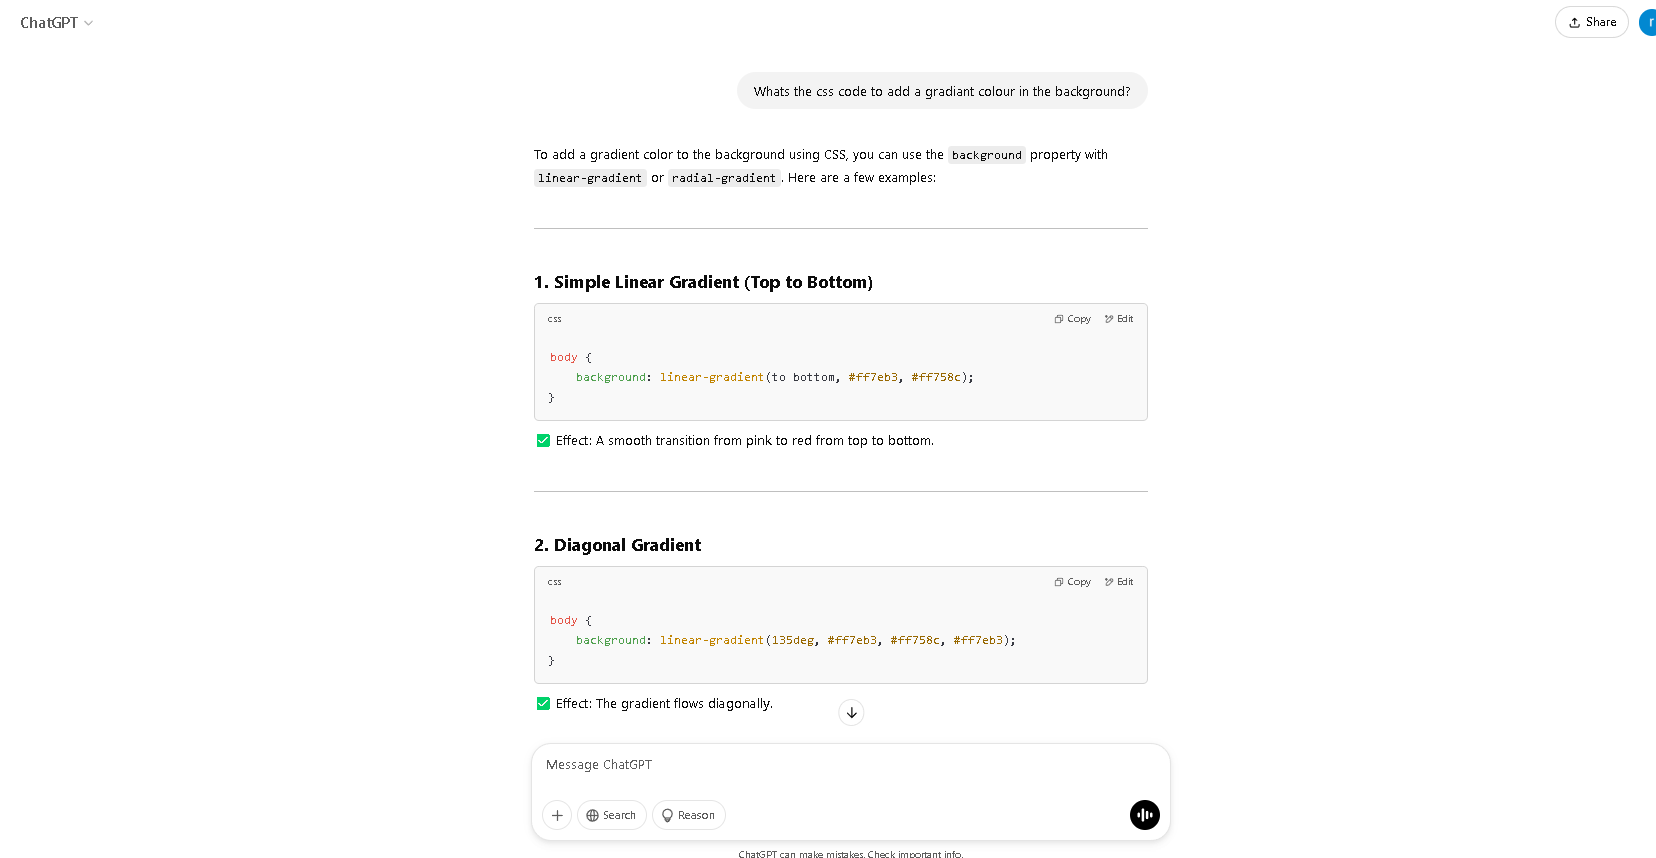 ChatGPT
Share
r
Whats the css code to add a gradiant colour in the background?
To add a gradient color to the background using CSS, you can use the background property with
linear-gradient or radial-gradient. Here are a few examples:
1. Simple Linear Gradient (Top to Bottom)
css
Copy
Edit
body {
    background: linear-gradient(to bottom, #ff7eb3, #ff758c);
}
Effect: A smooth transition from pink to red from top to bottom.
2. Diagonal Gradient
css
Copy
Edit
body {
    background: linear-gradient(135deg, #ff7eb3, #ff758c, #ff7eb3);
}
Effect: The gradient flows diagonally.
Message ChatGPT
Search
Reason
ChatGPT can make mistakes. Check important info.